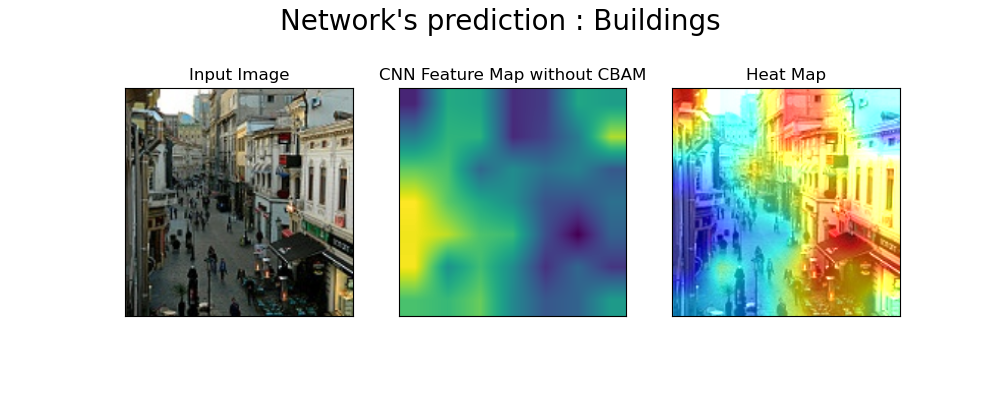 Network's prediction : Buildings
Input Image
CNN Feature Map without CBAM
Heat Map